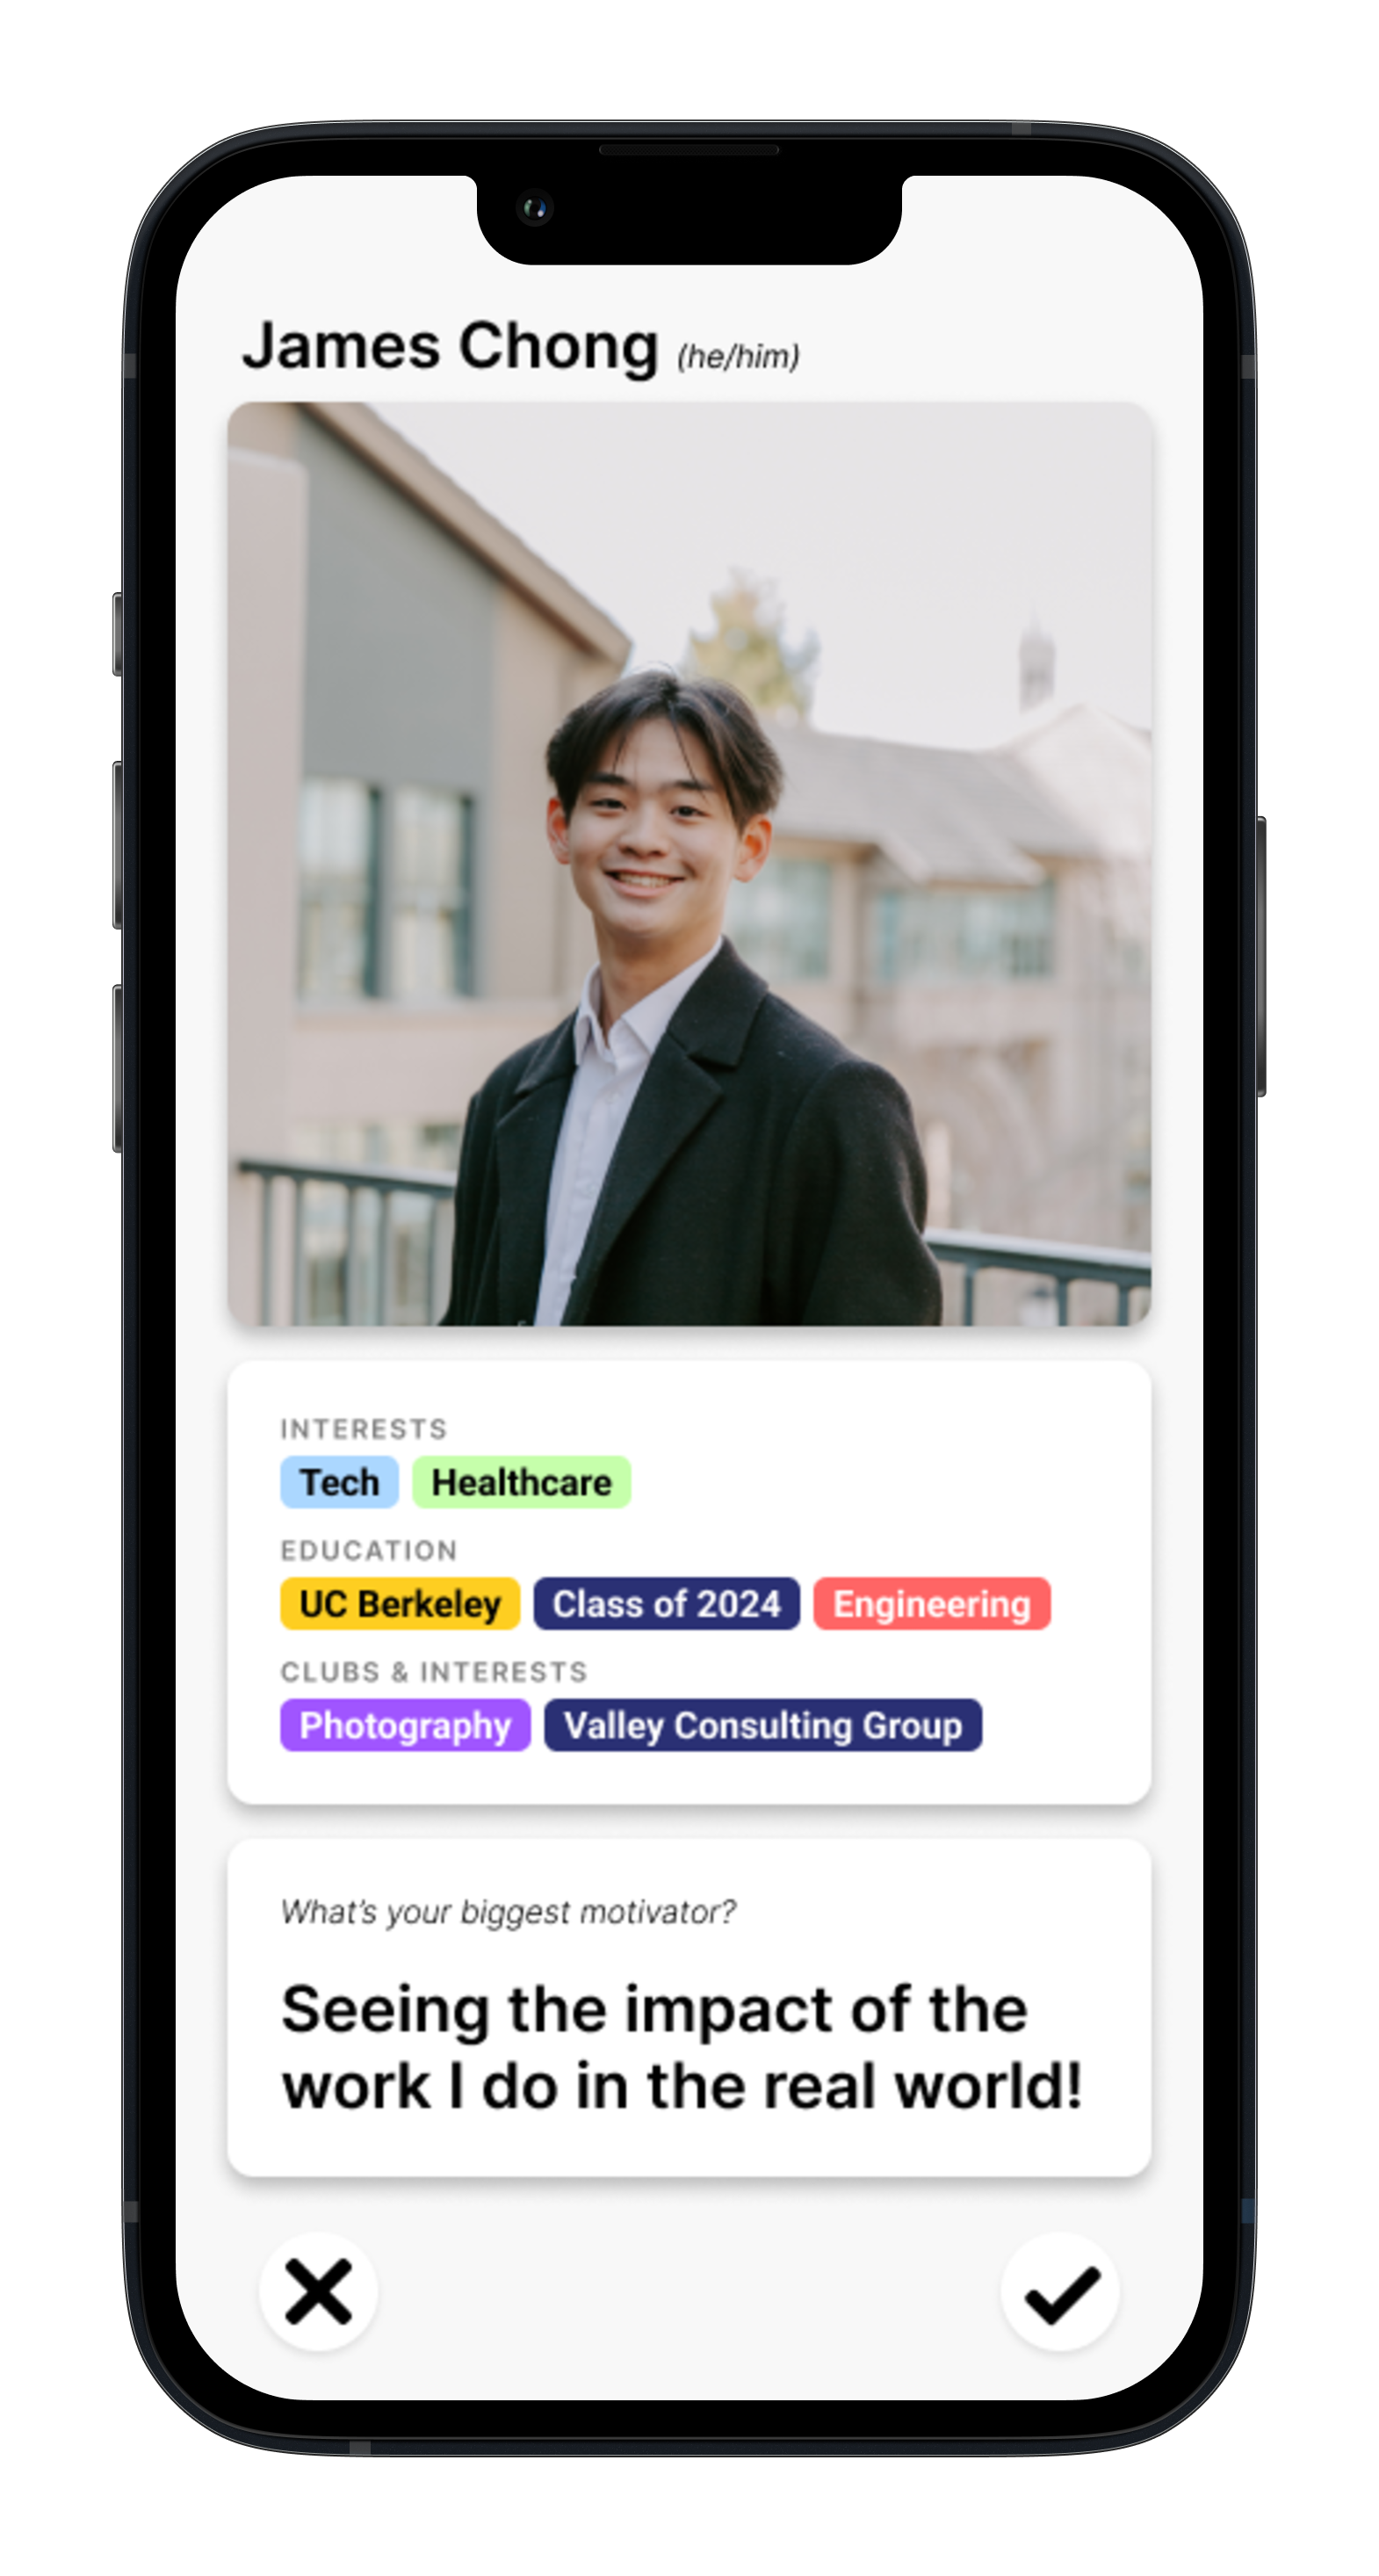 James Chong (he/him)
INTERESTS
Tech Healthcare
EDUCATION
UC Berkeley Class of 2024 Engineering
CLUBS & INTERESTS
Photography Valley Consulting Group
What's your biggest motivator?
Seeing the impact of the
work I do in the real world!